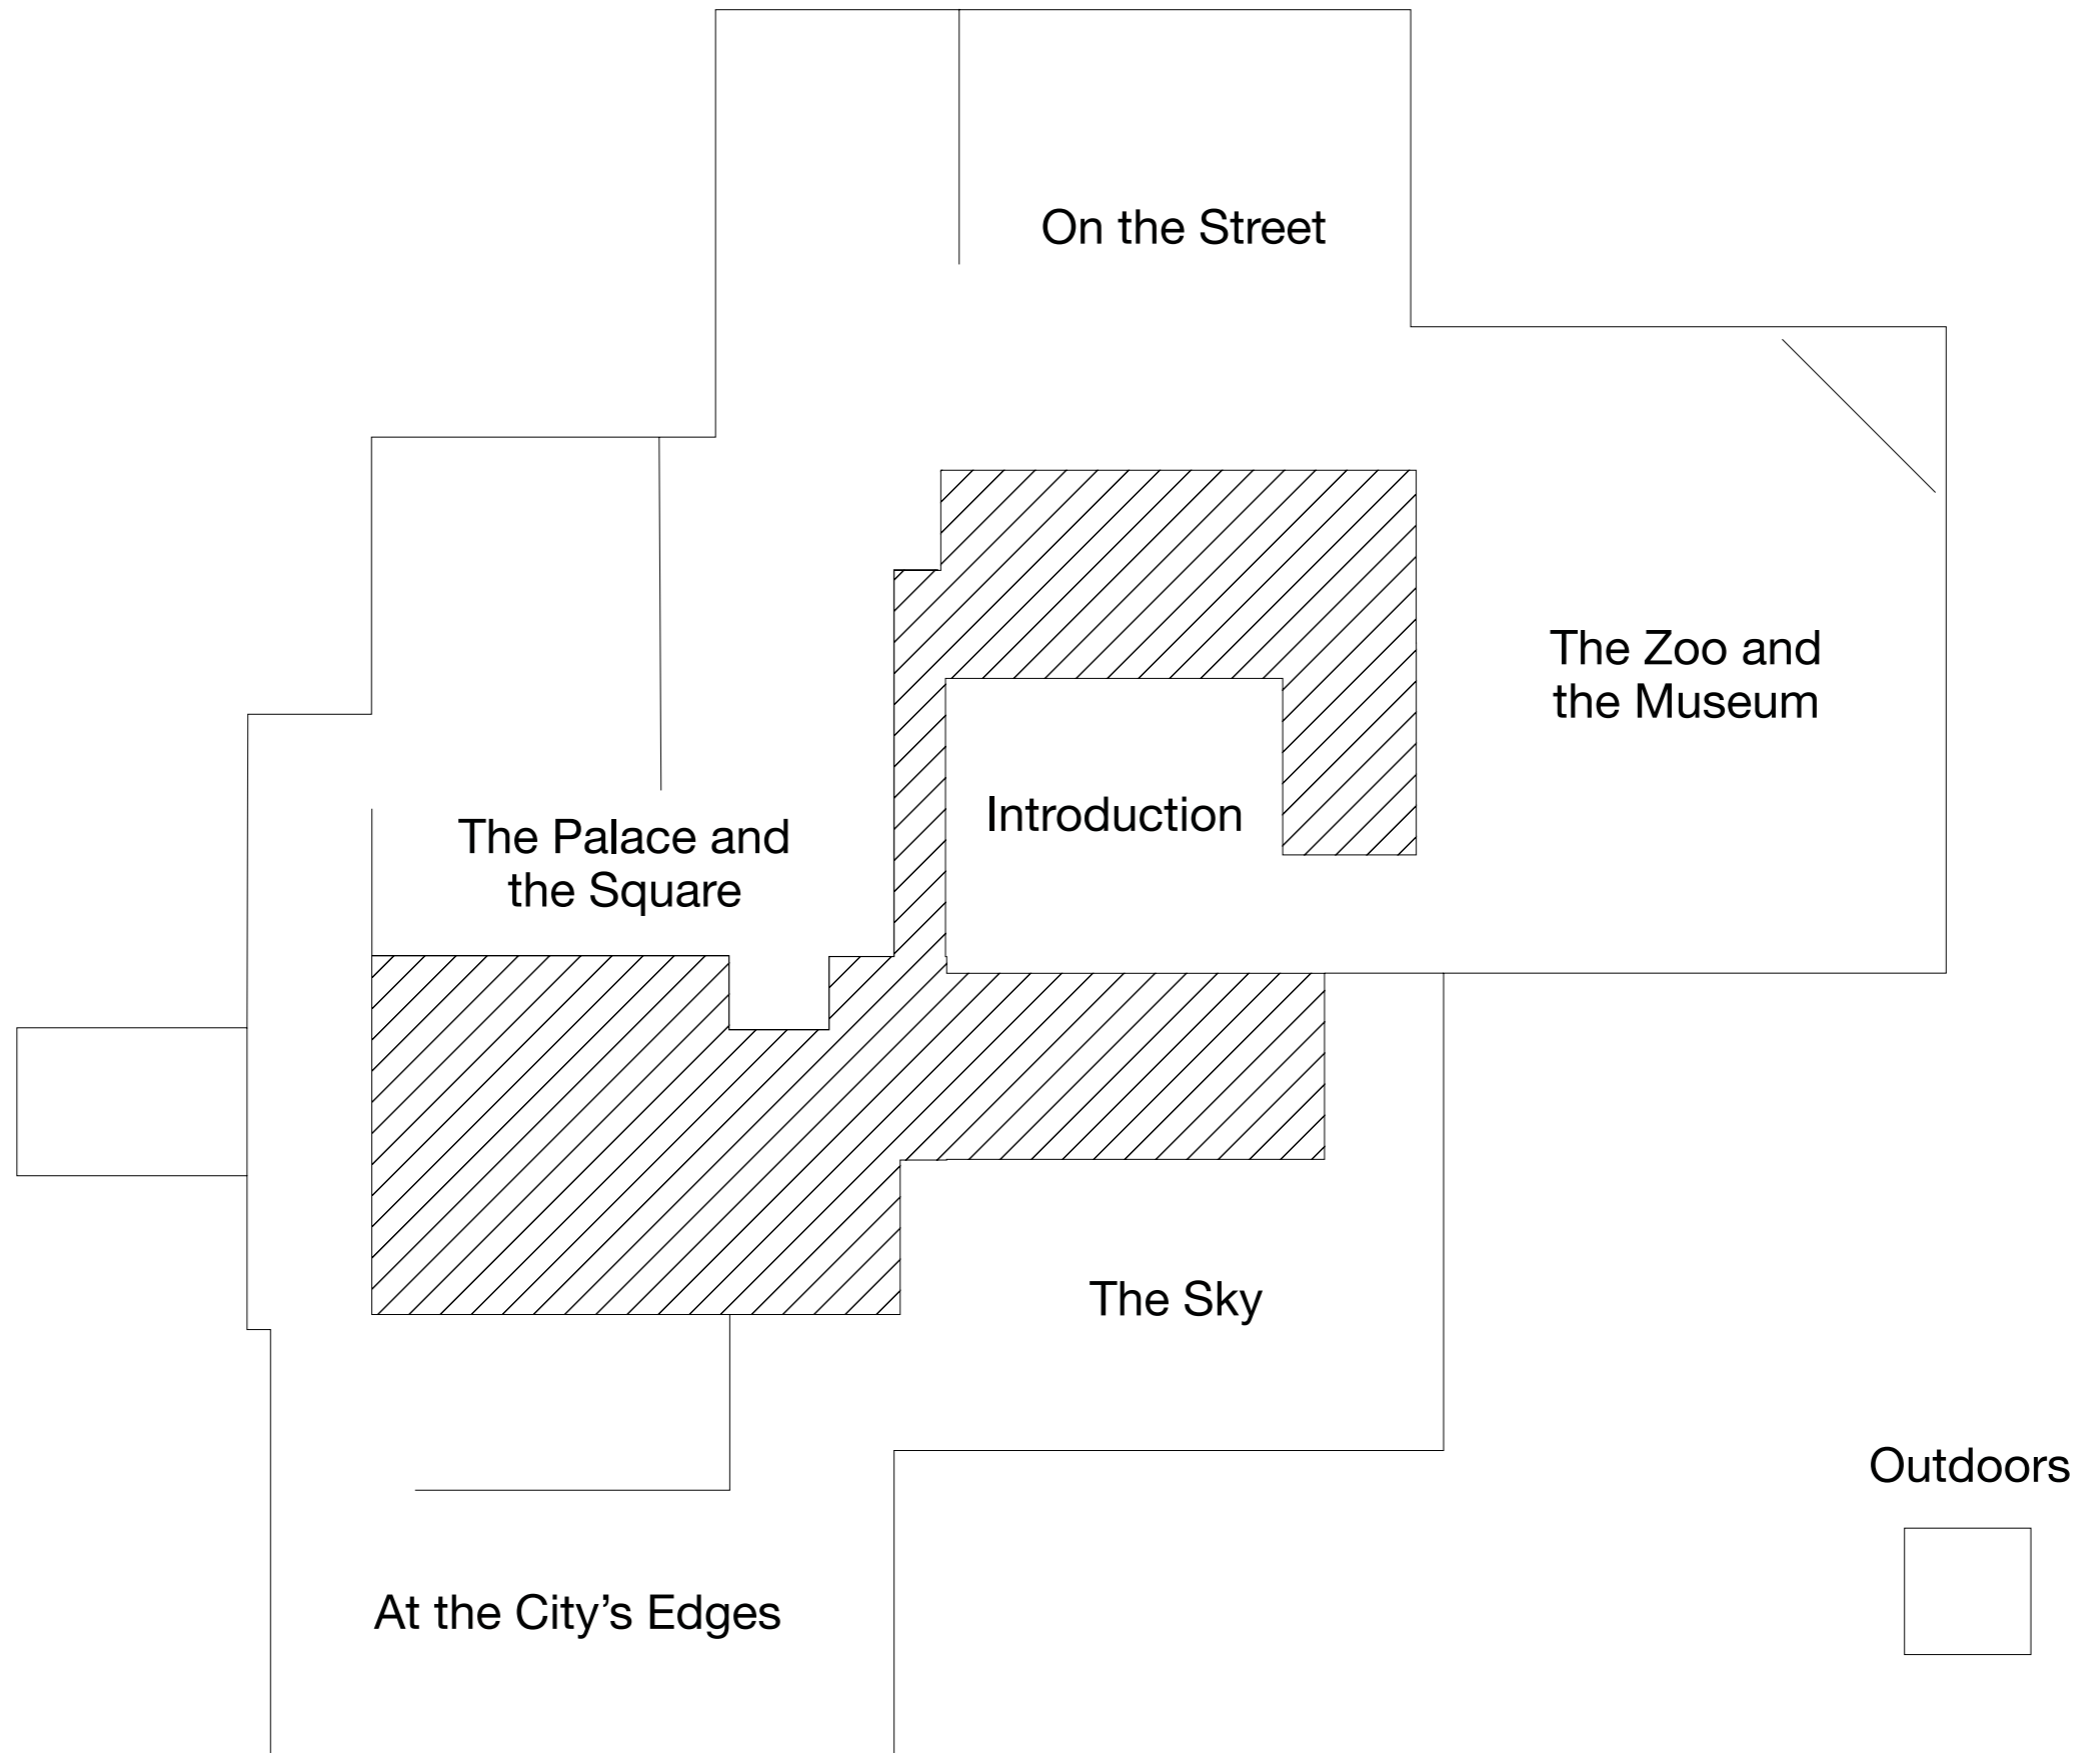 On the Street
The Zoo and
the Museum
Introduction
The Palace and
the Square
The Sky
Outdoors
At the City’s Edges